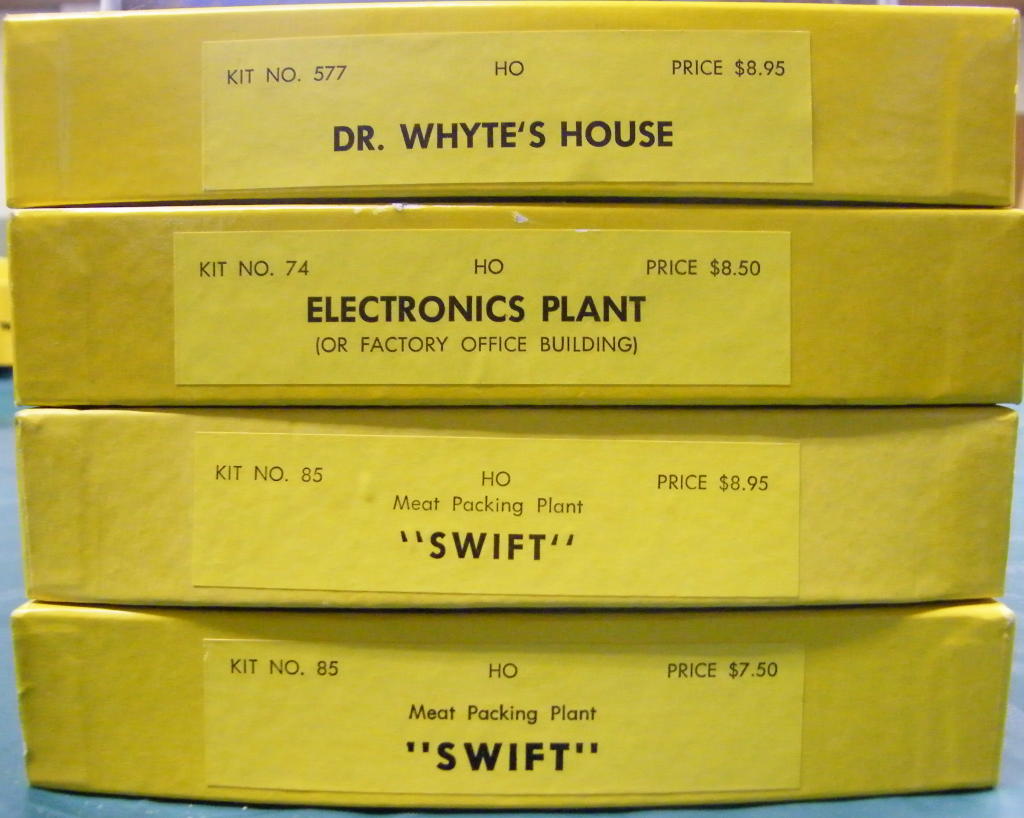 KIT NO. 577 HO PRICE $8.95
DR. WHYTE'S HOUSE
KIT NO. 74 HO PRICE $8.50
ELECTRONICS PLANT
(OR FACTORY OFFICE BUILDING)
KIT NO. 85 HO PRICE $8.95
Meat Packing Plant
"SWIFT"
KIT NO. 85 HO PRICE $7.50
Meat Packing Plant
"SWIFT"